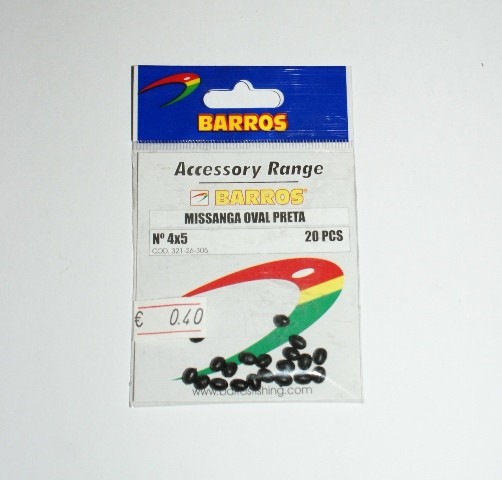 BARROS
Accessory Range
BARROS®
MISSANGA OVAL PRETA
Nº 4x5 20 PCS
COD. 321-26-306
€ 0.40
www.barrosfishing.com